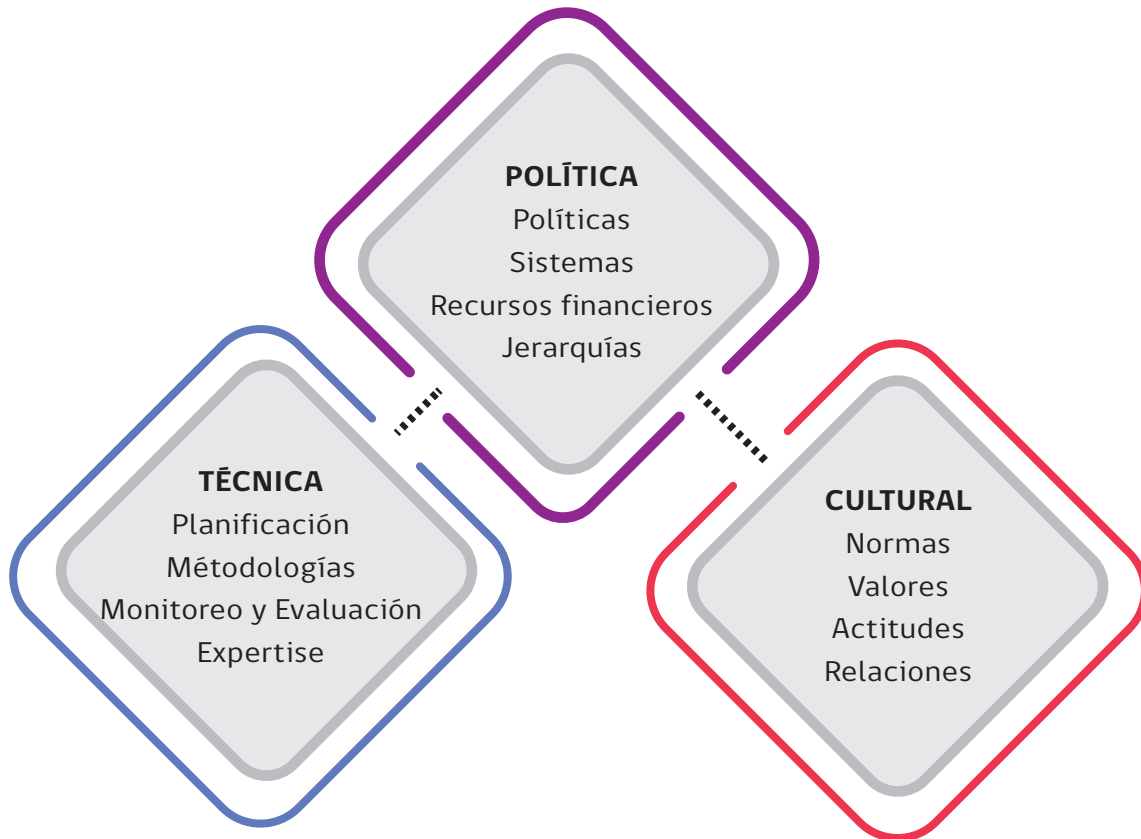 POLÍTICA
Políticas
Sistemas
Recursos financieros
Jerarquías
TÉCNICA
Planificación
Métodologías
Monitoreo y Evaluación
Expertise
CULTURAL
Normas
Valores
Actitudes
Relaciones